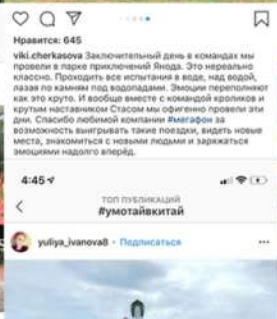 Нравится: 645
viki.cherkasova Заключительный день в командах мы
провели в парке приключений Янода. Это нереально
классно. Проходить все испытания в воде, над водой,
лазая по камням под водопадами. Эмоции переполняют
как это круто. И вообще вместе с командой кроликов и
крутым наставником Стасом мы офигенно провели эти
дни. Спасибо любимой компании #мегафон за
возможность выигрывать такие поездки, видеть новые
места, знакомиться с новыми людьми и заряжаться
эмоциями надолго вперёд.
4:45
ТОП ПУБЛИКАЦИЙ
#умотайвкитай
yuliya_ivanova8 • Подписаться